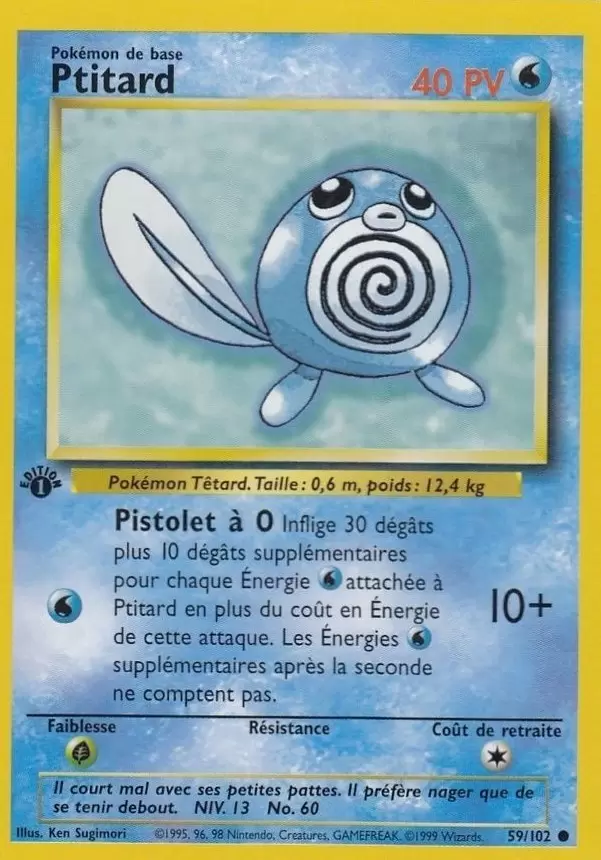 Pokémon de base
Ptitard
40 PV
EDITION
1
Pokémon Têtard. Taille : 0,6 m, poids : 12,4 kg
Pistolet à O Inflige 30 dégâts
plus 10 dégâts supplémentaires
pour chaque Énergie attachée à
Ptitard en plus du coût en Énergie
de cette attaque. Les Énergies
supplémentaires après la seconde
ne comptent pas.
10+
Faiblesse Résistance Coût de retraite
Il court mal avec ses petites pattes. Il préfère nager que de
se tenir debout. NIV. 13 No. 60
Illus. Ken Sugimori ©1995, 96, 98 Nintendo, Creatures, GAMEFREAK. ©1999 Wizards. 59/102